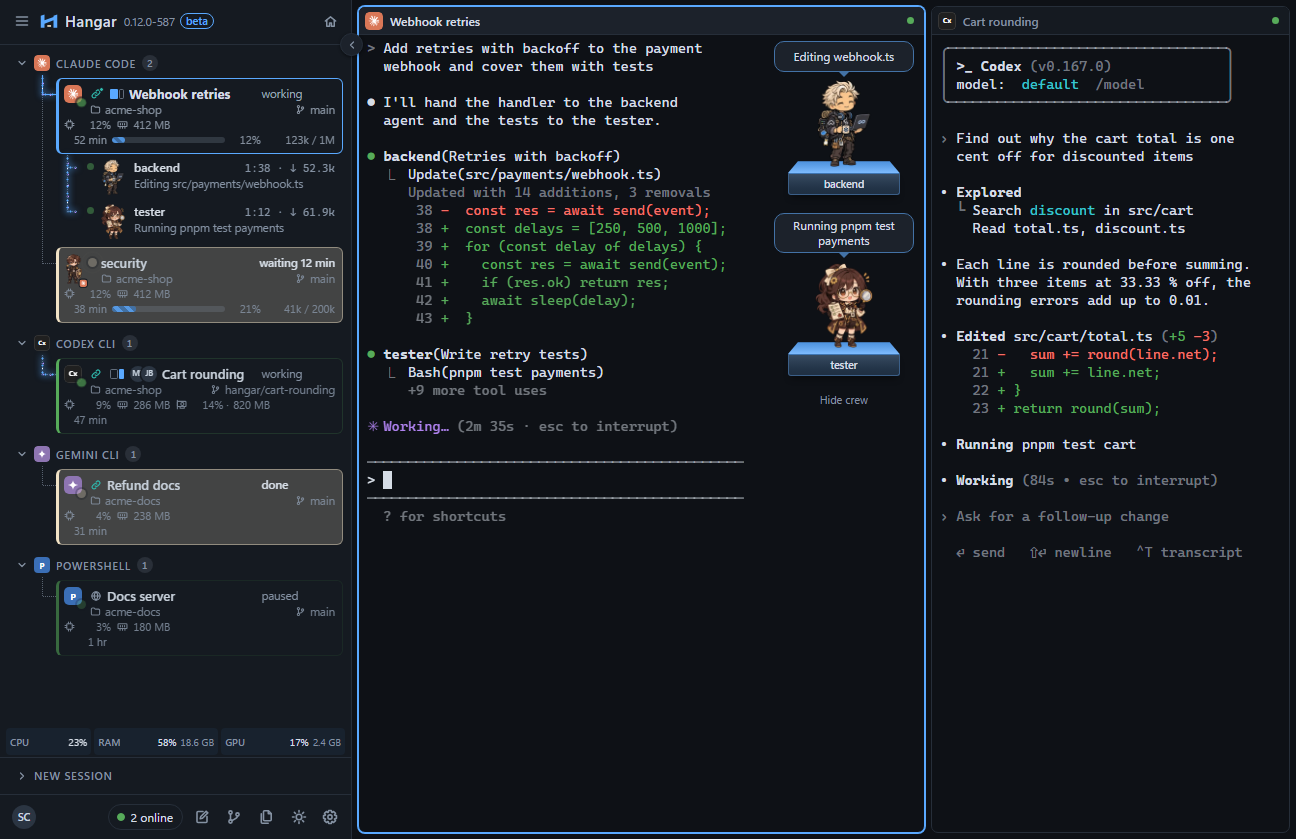 Hangar 0.12.0-587 beta
CLAUDE CODE 2
Webhook retries working
acme-shop main
12% 412 MB
52 min 12% 123k / 1M
backend 1:38 · ↓ 52.3k
Editing src/payments/webhook.ts
tester 1:12 · ↓ 61.9k
Running pnpm test payments
security waiting 12 min
acme-shop main
12% 412 MB
38 min 21% 41k / 200k
CODEX CLI 1
Cx MJBCart rounding working
acme-shop hangar/cart-rounding
9% 286 MB 14% · 820 MB
47 min
GEMINI CLI 1
Refund docs done
acme-docs main
4% 238 MB
31 min
P POWERSHELL 1
P Docs server paused
acme-docs main
3% 180 MB
1 hr
CPU 23% RAM 58% 18.6 GB GPU 17% 2.4 GB
NEW SESSION
SC 2 online
Webhook retries
> Add retries with backoff to the payment
webhook and cover them with tests
● I'll hand the handler to the backend
agent and the tests to the tester.
● backend(Retries with backoff)
└ Update(src/payments/webhook.ts)
Updated with 14 additions, 3 removals
38 − const res = await send(event);
38 + const delays = [250, 500, 1000];
39 + for (const delay of delays) {
40 + const res = await send(event);
41 + if (res.ok) return res;
42 + await sleep(delay);
43 + }
● tester(Write retry tests)
└ Bash(pnpm test payments)
+9 more tool uses
✳ Working… (2m 35s · esc to interrupt)
>
? for shortcuts
Editing webhook.ts
backend
Running pnpm test
payments
tester
Hide crew
Cx Cart rounding
>_ Codex (v0.167.0)
model: default /model
› Find out why the cart total is one
cent off for discounted items
• Explored
└ Search discount in src/cart
Read total.ts, discount.ts
• Each line is rounded before summing.
With three items at 33.33 % off, the
rounding errors add up to 0.01.
• Edited src/cart/total.ts (+5 −3)
21 − sum += round(line.net);
21 + sum += line.net;
22 + }
23 + return round(sum);
• Running pnpm test cart
• Working (84s • esc to interrupt)
› Ask for a follow-up change
↵ send ⇧↵ newline ^T transcript